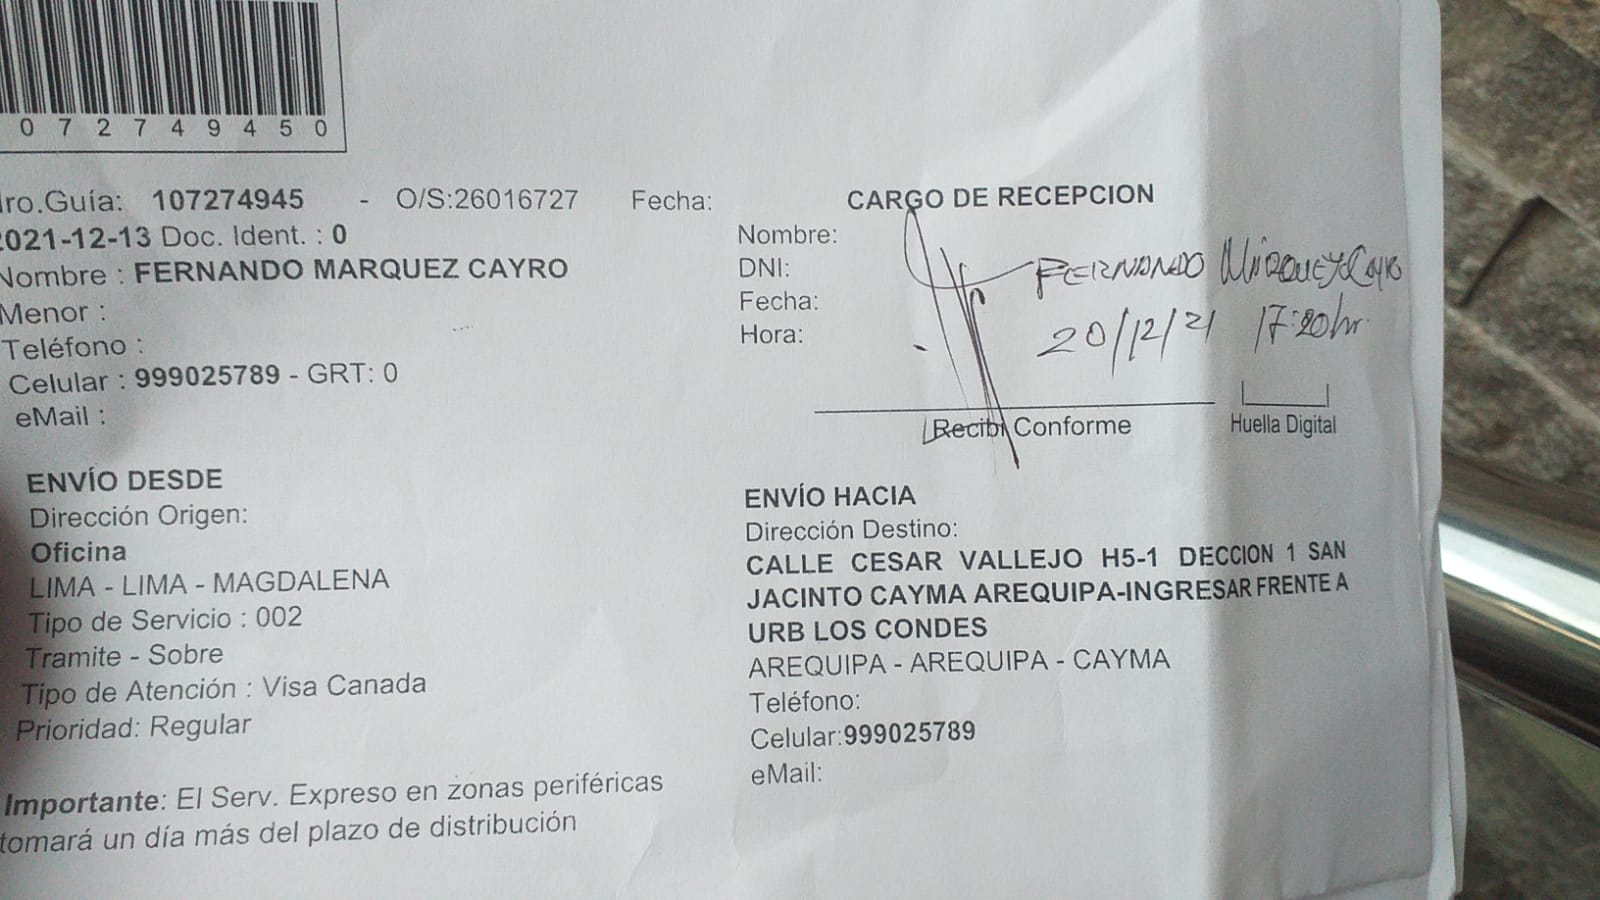 0 7 2 7 4 9 4 5 0
Nro.Guía: 107274945 - O/S:26016727 Fecha:
2021-12-13 Doc. Ident. : 0
Nombre : FERNANDO MARQUEZ CAYRO
Menor :
Teléfono :
Celular : 999025789 - GRT: 0
eMail :
CARGO DE RECEPCION
Nombre:
DNI:
Fecha:
Hora:
FERNANDO Márquez Cayro
20/12/21 17:20hr.
Recibi Conforme
Huella Digital
ENVÍO DESDE
Dirección Origen:
Oficina
LIMA - LIMA - MAGDALENA
Tipo de Servicio : 002
Tramite - Sobre
Tipo de Atención : Visa Canada
Prioridad: Regular
ENVÍO HACIA
Dirección Destino:
CALLE CESAR VALLEJO H5-1 DECCION 1 SAN
JACINTO CAYMA AREQUIPA-INGRESAR FRENTE A
URB LOS CONDES
AREQUIPA - AREQUIPA - CAYMA
Teléfono:
Celular:999025789
eMail:
Importante: El Serv. Expreso en zonas periféricas
tomará un día más del plazo de distribución